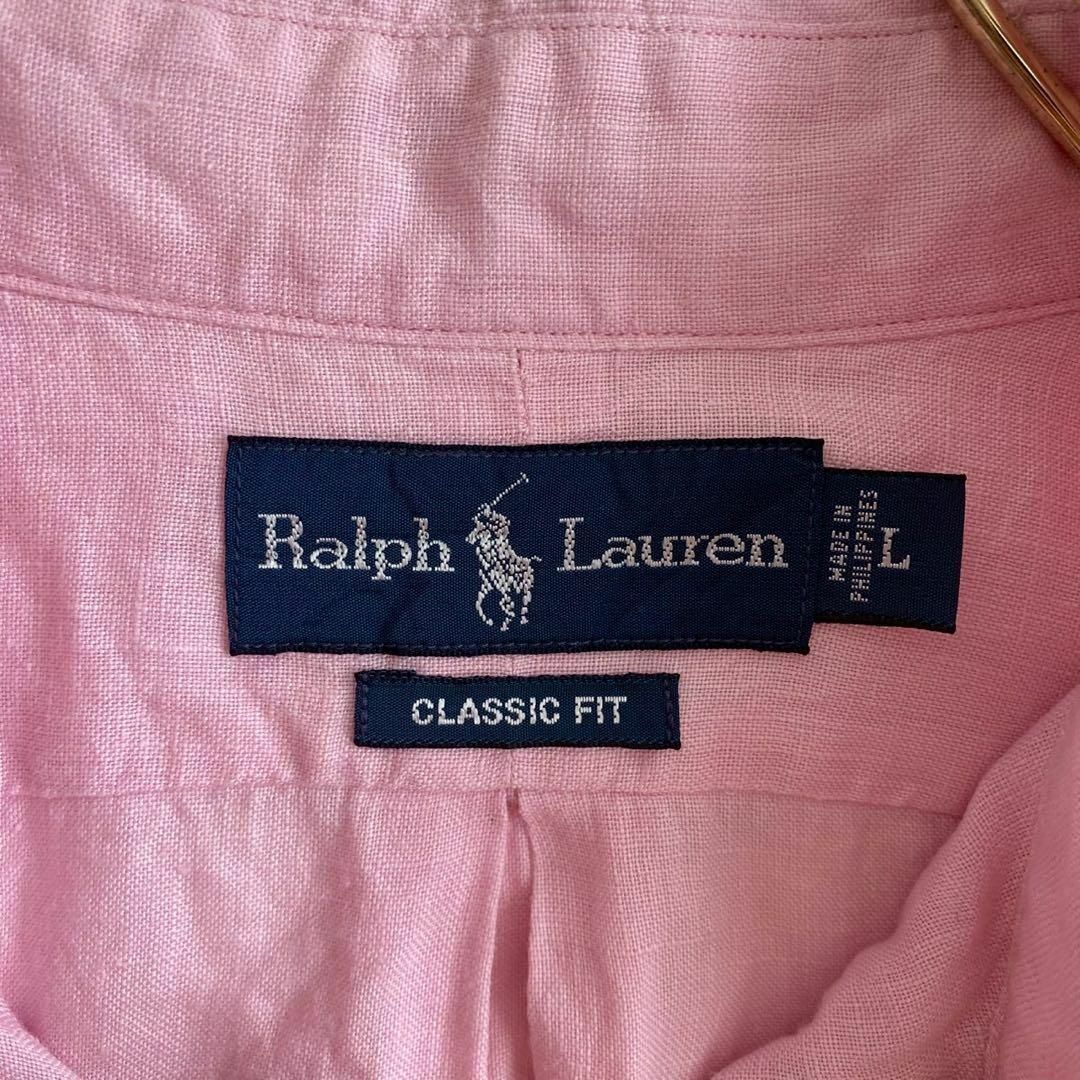 Ralph Lauren
MADE IN
PHILIPPINES
L
CLASSIC FIT